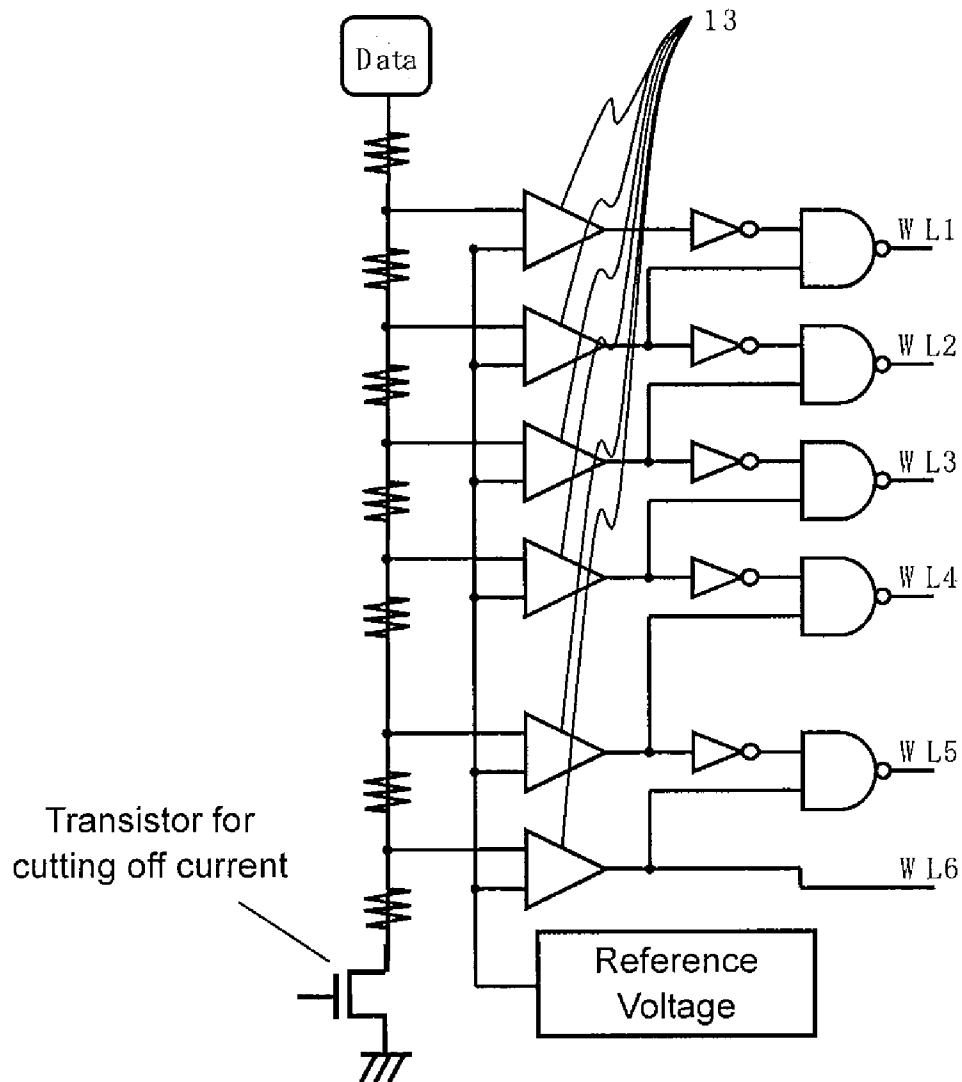 13
Data
WL1
WL2
WL3
WL4
WL5
Transistor for
cutting off current
WL6
Reference
Voltage